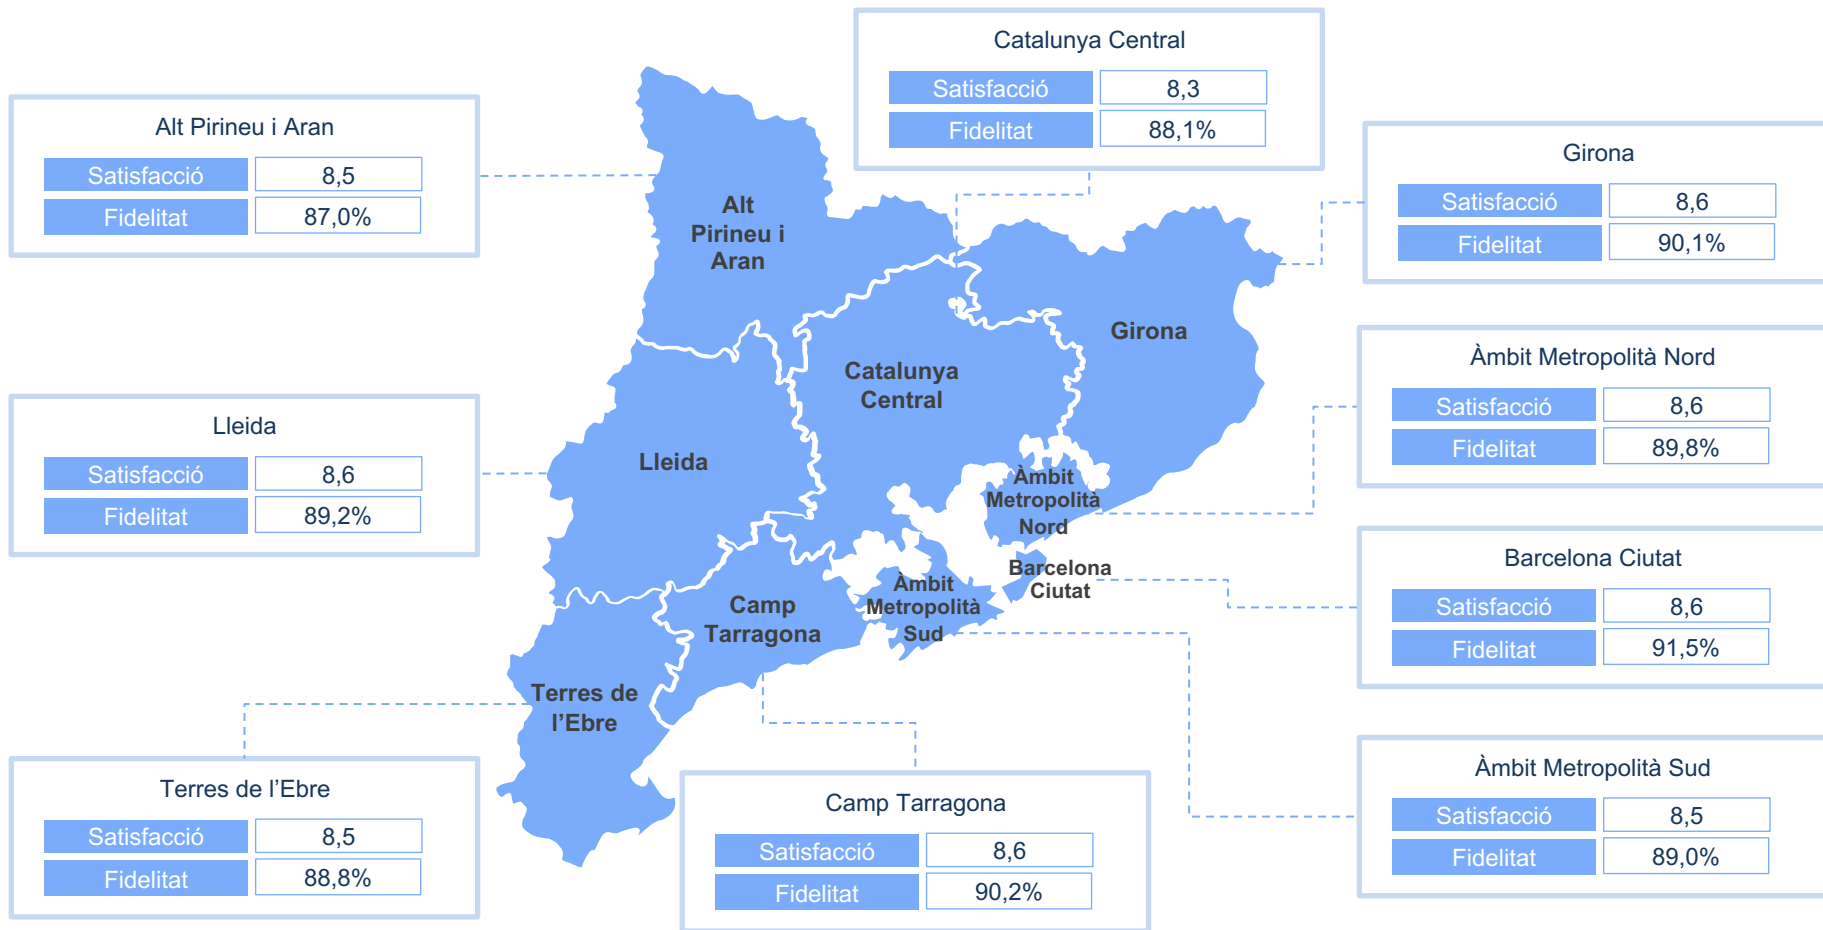 Catalunya Central
Satisfacció 8,3
Fidelitat 88,1%
Alt Pirineu i Aran
Satisfacció 8,5
Fidelitat 87,0%
Girona
Satisfacció 8,6
Fidelitat 90,1%
Àmbit Metropolità Nord
Satisfacció 8,6
Fidelitat 89,8%
Lleida
Satisfacció 8,6
Fidelitat 89,2%
Barcelona Ciutat
Satisfacció 8,6
Fidelitat 91,5%
Àmbit Metropolità Sud
Satisfacció 8,5
Fidelitat 89,0%
Terres de l’Ebre
Satisfacció 8,5
Fidelitat 88,8%
Camp Tarragona
Satisfacció 8,6
Fidelitat 90,2%
Alt
Pirineu i
Aran
Girona
Catalunya
Central
Lleida
Àmbit
Metropolità
Nord
Barcelona
Ciutat
Àmbit
Metropolità
Sud
Camp
Tarragona
Terres de
l’Ebre